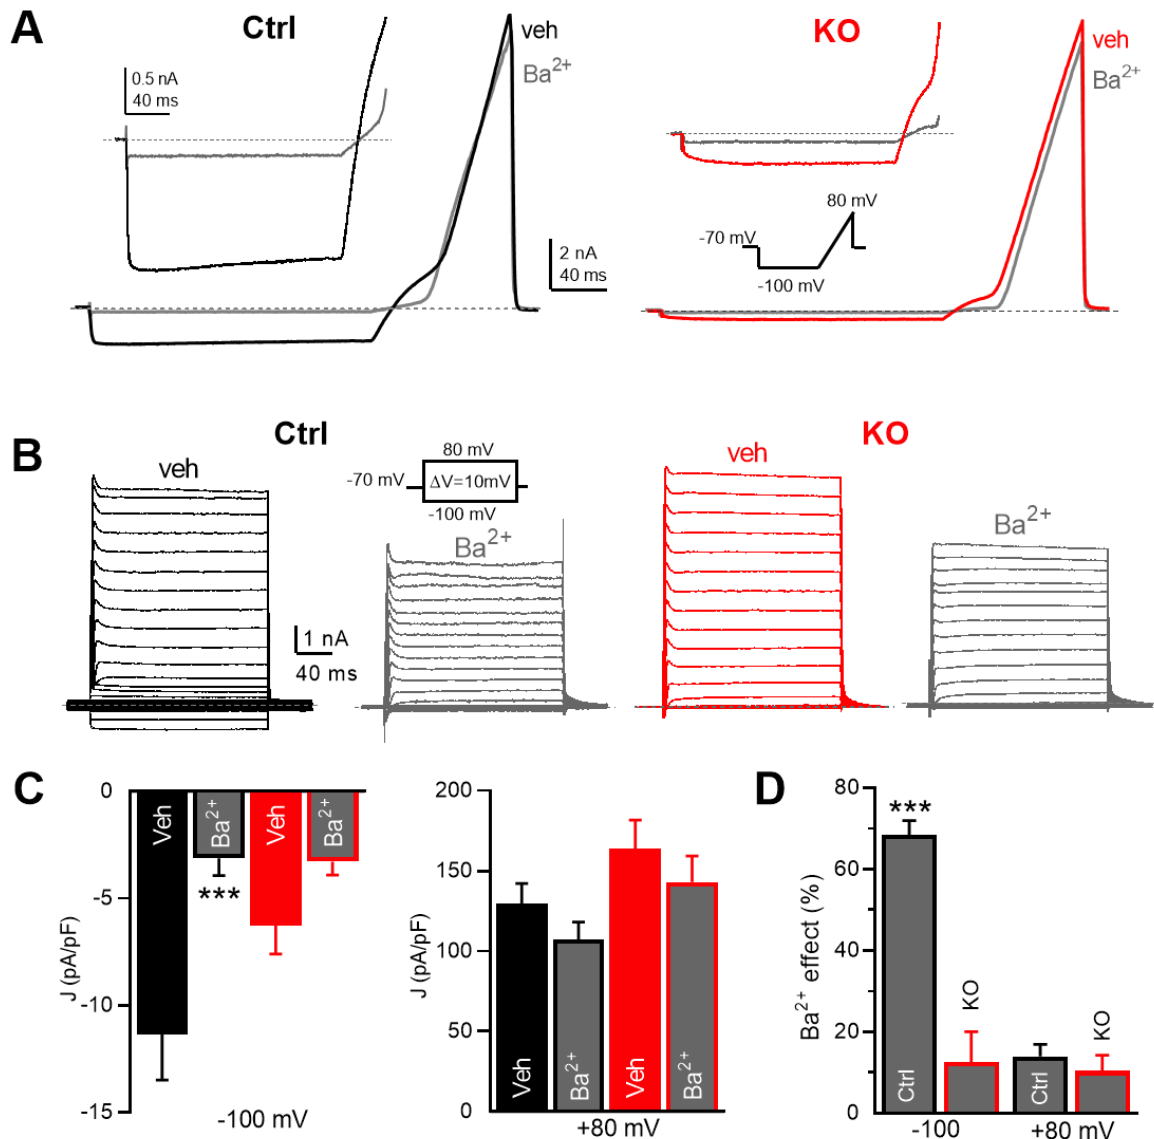 A
Ctrl
veh
Ba2+
0.5 nA
40 ms
2 nA
40 ms
KO
veh
Ba2+
80 mV
-70 mV
-100 mV
B
Ctrl
veh
80 mV
-70 mV
ΔV=10mV
-100 mV
Ba2+
1 nA
40 ms
KO
veh
Ba2+
C
0
-5
-10
-15
J (pA/pF)
Veh
Ba2+
***
Veh
Ba2+
-100 mV
200
150
100
50
0
J (pA/pF)
Veh
Ba2+
Veh
Ba2+
+80 mV
D
80
60
40
20
0
Ba2+ effect (%)
***
Ctrl
KO
Ctrl
KO
-100
+80 mV